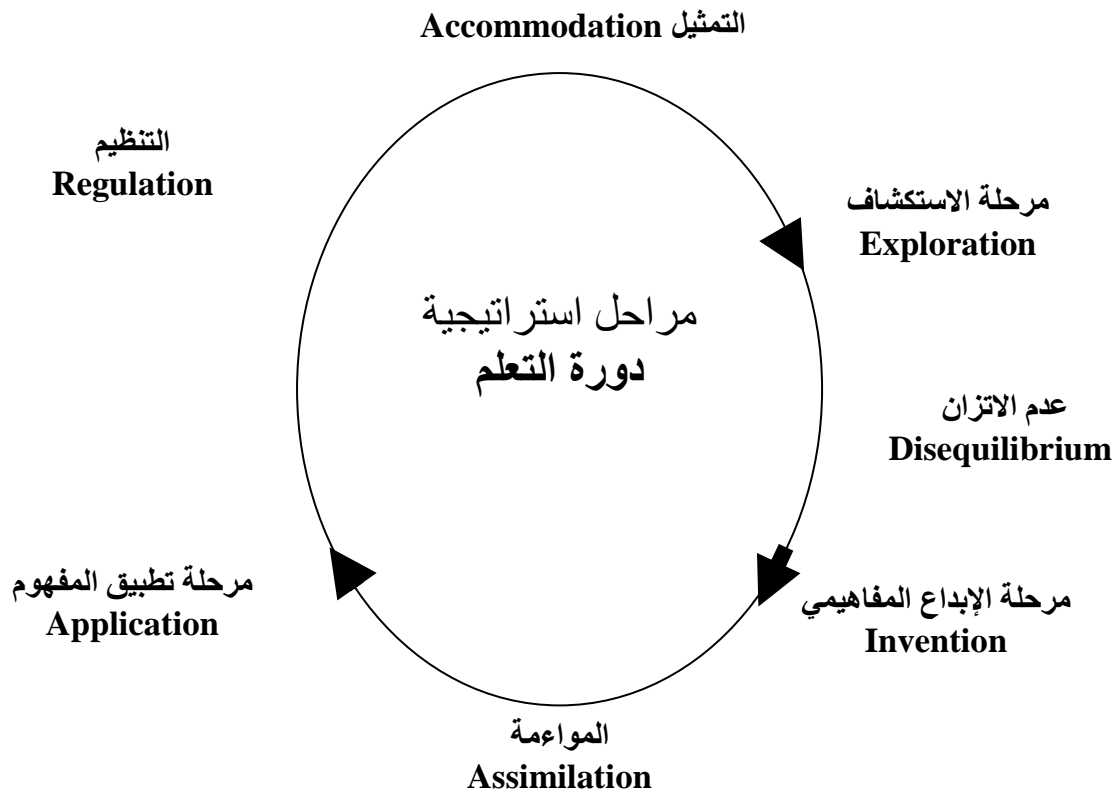 التمثيل Accommodation
التنظيم
Regulation
مرحلة الاستكشاف
Exploration
مراحل استراتيجية
دورة التعلم
عدم الاتزان
Disequilibrium
مرحلة تطبيق المفهوم
Application
مرحلة الإبداع المفاهيمي
Invention
المواءمة
Assimilation